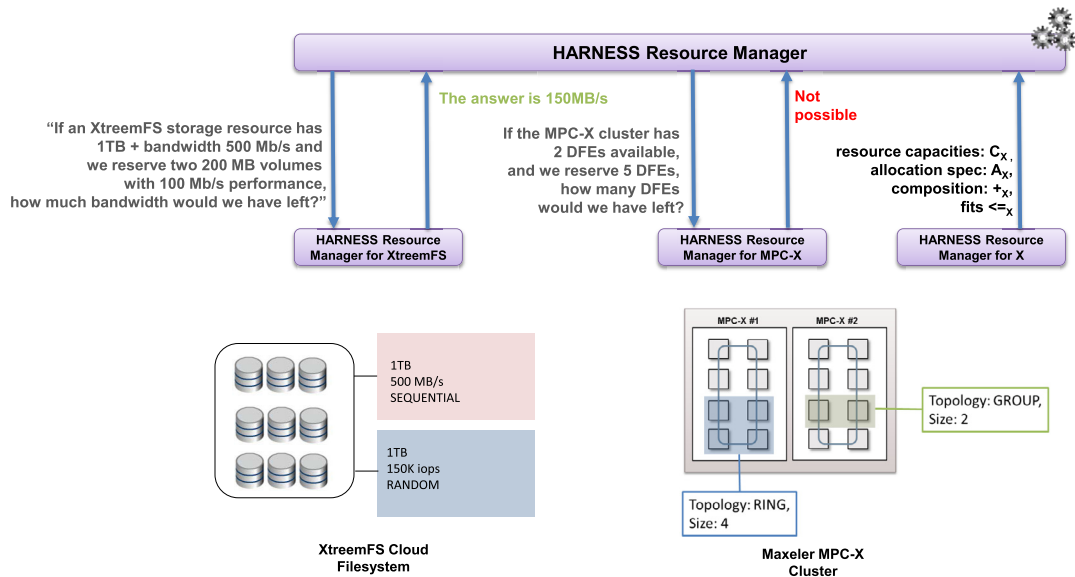 HARNESS Resource Manager
The answer is 150MB/s
“If an XtreemFS storage resource has
1TB + bandwidth 500 Mb/s and
we reserve two 200 MB volumes
with 100 Mb/s performance,
how much bandwidth would we have left?”
Not
possible
If the MPC-X cluster has
2 DFEs available,
and we reserve 5 DFEs,
how many DFEs
would we have left?
resource capacities: CX ,
allocation spec: AX,
composition: +X,
fits <=X
HARNESS Resource
Manager for XtreemFS
HARNESS Resource
Manager for MPC-X
HARNESS Resource
Manager for X
1TB
500 MB/s
SEQUENTIAL
1TB
150K iops
RANDOM
XtreemFS Cloud
Filesystem
MPC-X #1
MPC-X #2
Topology: GROUP,
Size: 2
Topology: RING,
Size: 4
Maxeler MPC-X
Cluster